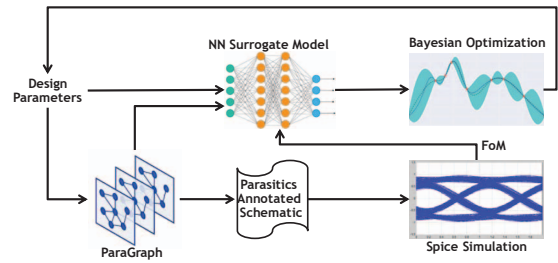 NN Surrogate Model
Bayesian Optimization
Design
Parameters
FoM
Parasitics
Annotated
Schematic
ParaGraph
Spice Simulation